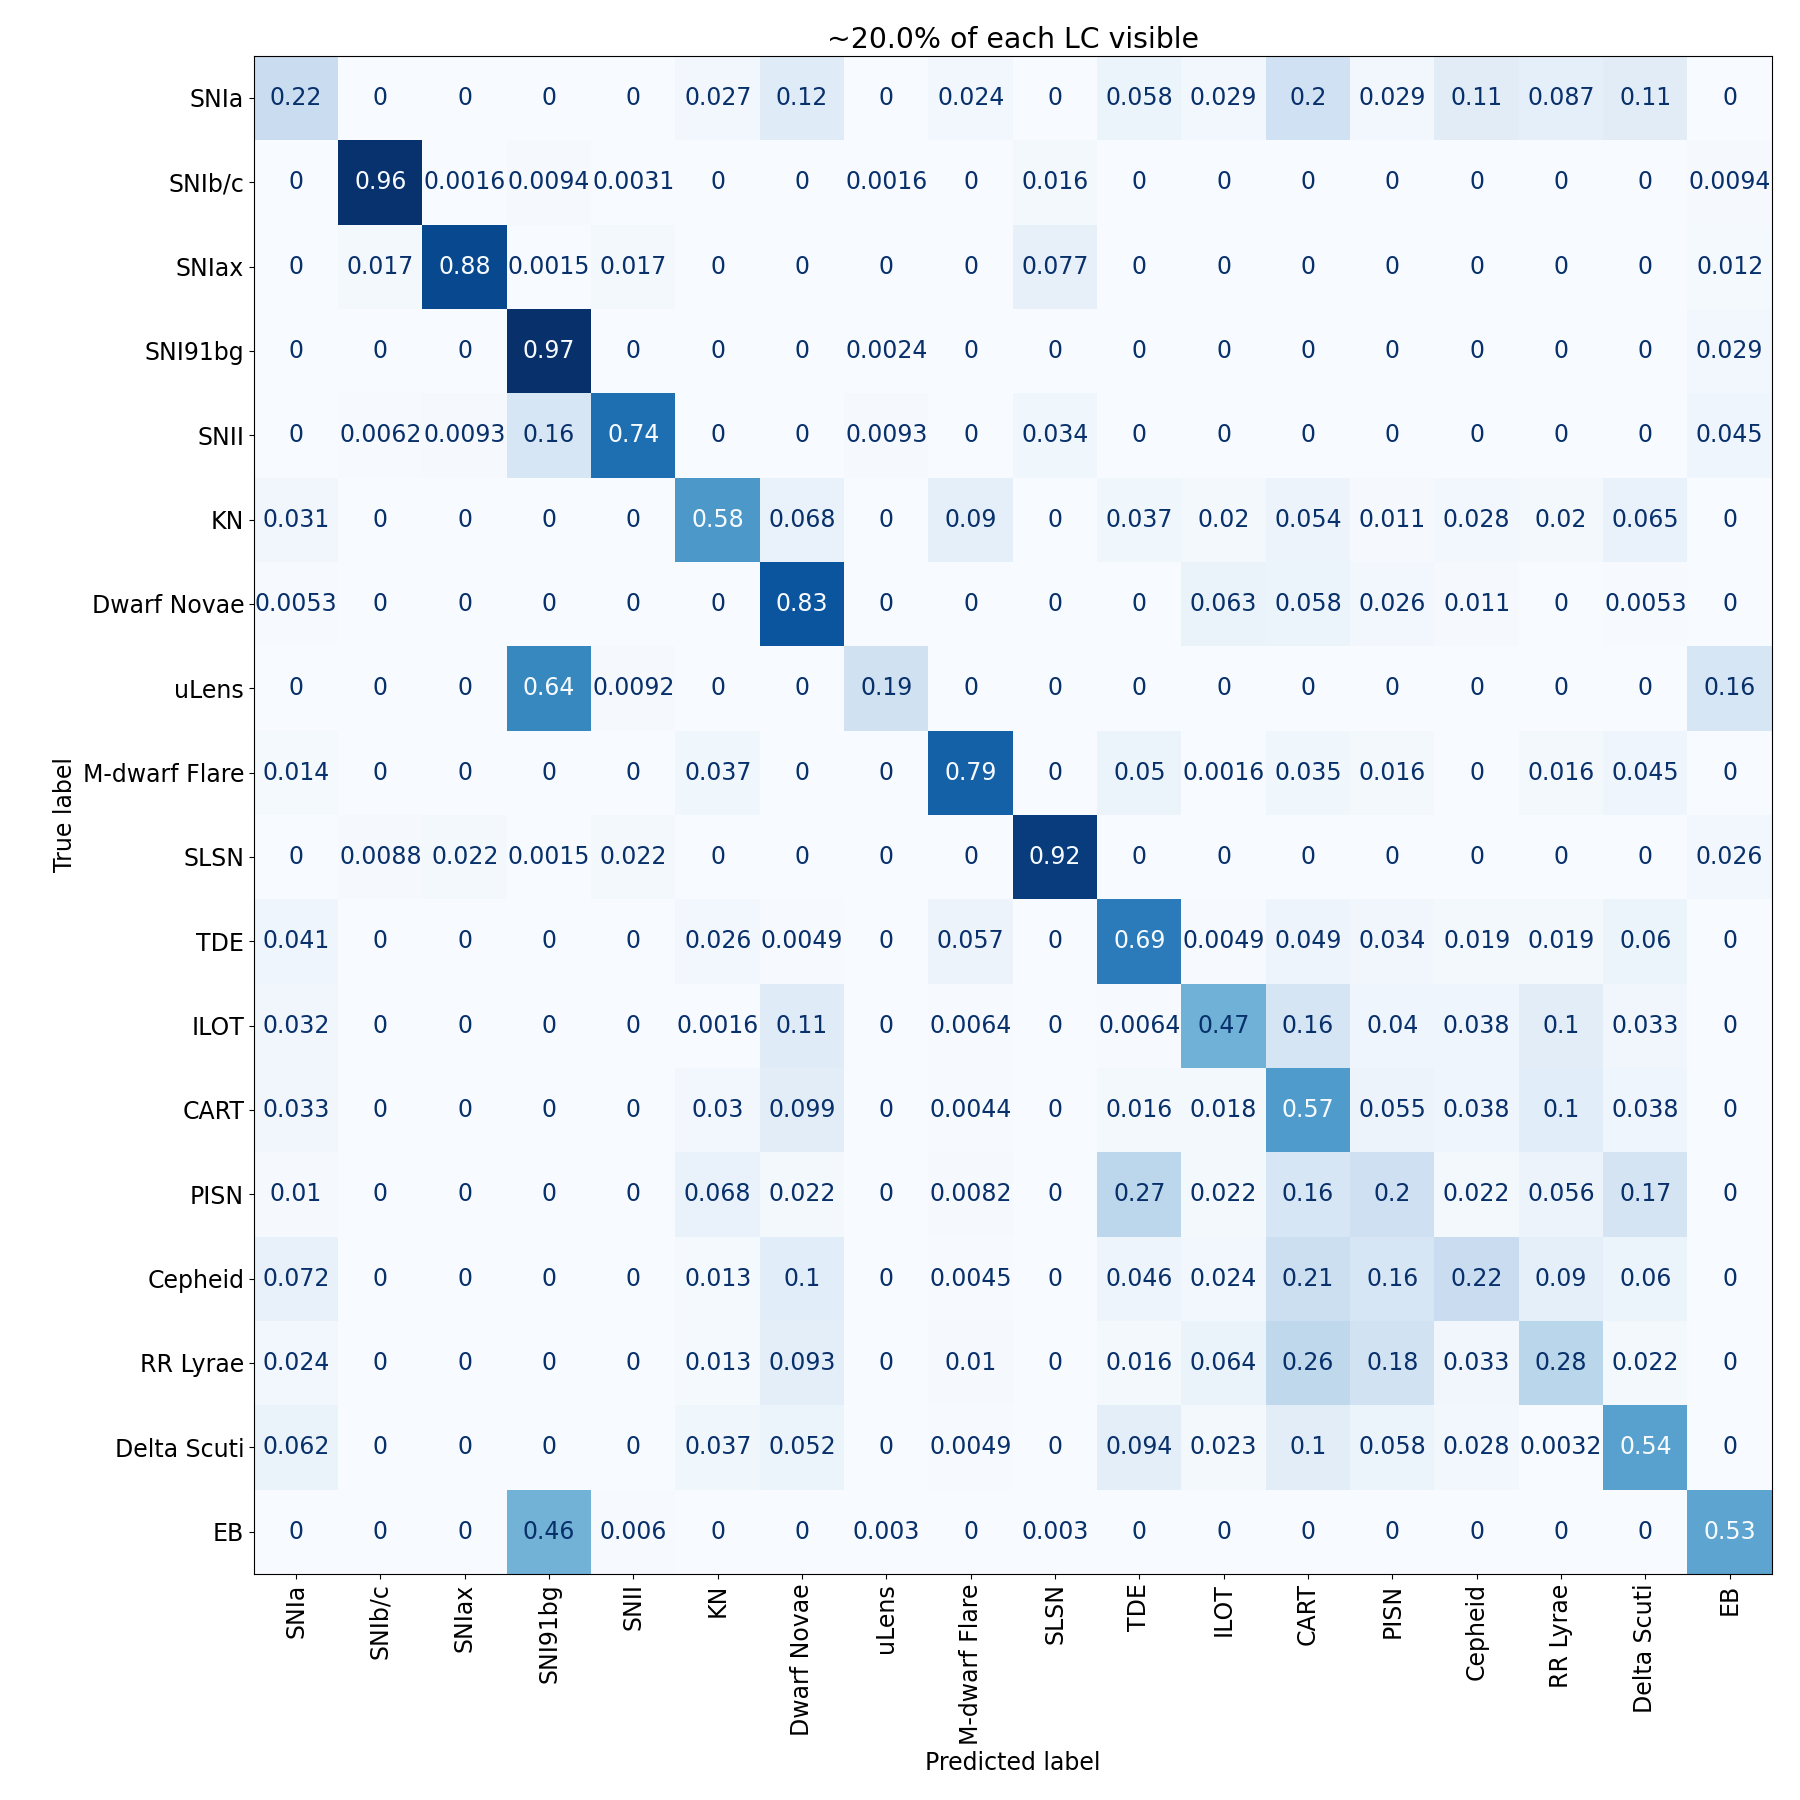 ~20.0% of each LC visible
SNIa 0.22 0 0 0 0 0.027 0.12 0 0.024 0 0.058 0.029 0.2 0.029 0.11 0.087 0.11 0
SNIb/c 0 0.96 0.0016 0.0094 0.0031 0 0 0.0016 0 0.016 0 0 0 0 0 0 0 0.0094
SNIax 0 0.017 0.88 0.0015 0.017 0 0 0 0 0.077 0 0 0 0 0 0 0 0.012
SNI91bg 0 0 0 0.97 0 0 0 0.0024 0 0 0 0 0 0 0 0 0 0.029
SNII 0 0.0062 0.0093 0.16 0.74 0 0 0.0093 0 0.034 0 0 0 0 0 0 0 0.045
KN 0.031 0 0 0 0 0.58 0.068 0 0.09 0 0.037 0.02 0.054 0.011 0.028 0.02 0.065 0
Dwarf Novae 0.0053 0 0 0 0 0 0.83 0 0 0 0 0.063 0.058 0.026 0.011 0 0.0053 0
uLens 0 0 0 0.64 0.0092 0 0 0.19 0 0 0 0 0 0 0 0 0 0.16
M-dwarf Flare 0.014 0 0 0 0 0.037 0 0 0.79 0 0.05 0.0016 0.035 0.016 0 0.016 0.045 0
SLSN 0 0.0088 0.022 0.0015 0.022 0 0 0 0 0.92 0 0 0 0 0 0 0 0.026
TDE 0.041 0 0 0 0 0.026 0.0049 0 0.057 0 0.69 0.0049 0.049 0.034 0.019 0.019 0.06 0
ILOT 0.032 0 0 0 0 0.0016 0.11 0 0.0064 0 0.0064 0.47 0.16 0.04 0.038 0.1 0.033 0
CART 0.033 0 0 0 0 0.03 0.099 0 0.0044 0 0.016 0.018 0.57 0.055 0.038 0.1 0.038 0
PISN 0.01 0 0 0 0 0.068 0.022 0 0.0082 0 0.27 0.022 0.16 0.2 0.022 0.056 0.17 0
Cepheid 0.072 0 0 0 0 0.013 0.1 0 0.0045 0 0.046 0.024 0.21 0.16 0.22 0.09 0.06 0
RR Lyrae 0.024 0 0 0 0 0.013 0.093 0 0.01 0 0.016 0.064 0.26 0.18 0.033 0.28 0.022 0
Delta Scuti 0.062 0 0 0 0 0.037 0.052 0 0.0049 0 0.094 0.023 0.1 0.058 0.028 0.0032 0.54 0
EB 0 0 0 0.46 0.006 0 0 0.003 0 0.003 0 0 0 0 0 0 0 0.53
True label
SNIa SNIb/c SNIax SNI91bg SNII KN Dwarf Novae uLens M-dwarf Flare SLSN TDE ILOT CART PISN Cepheid RR Lyrae Delta Scuti EB
Predicted label